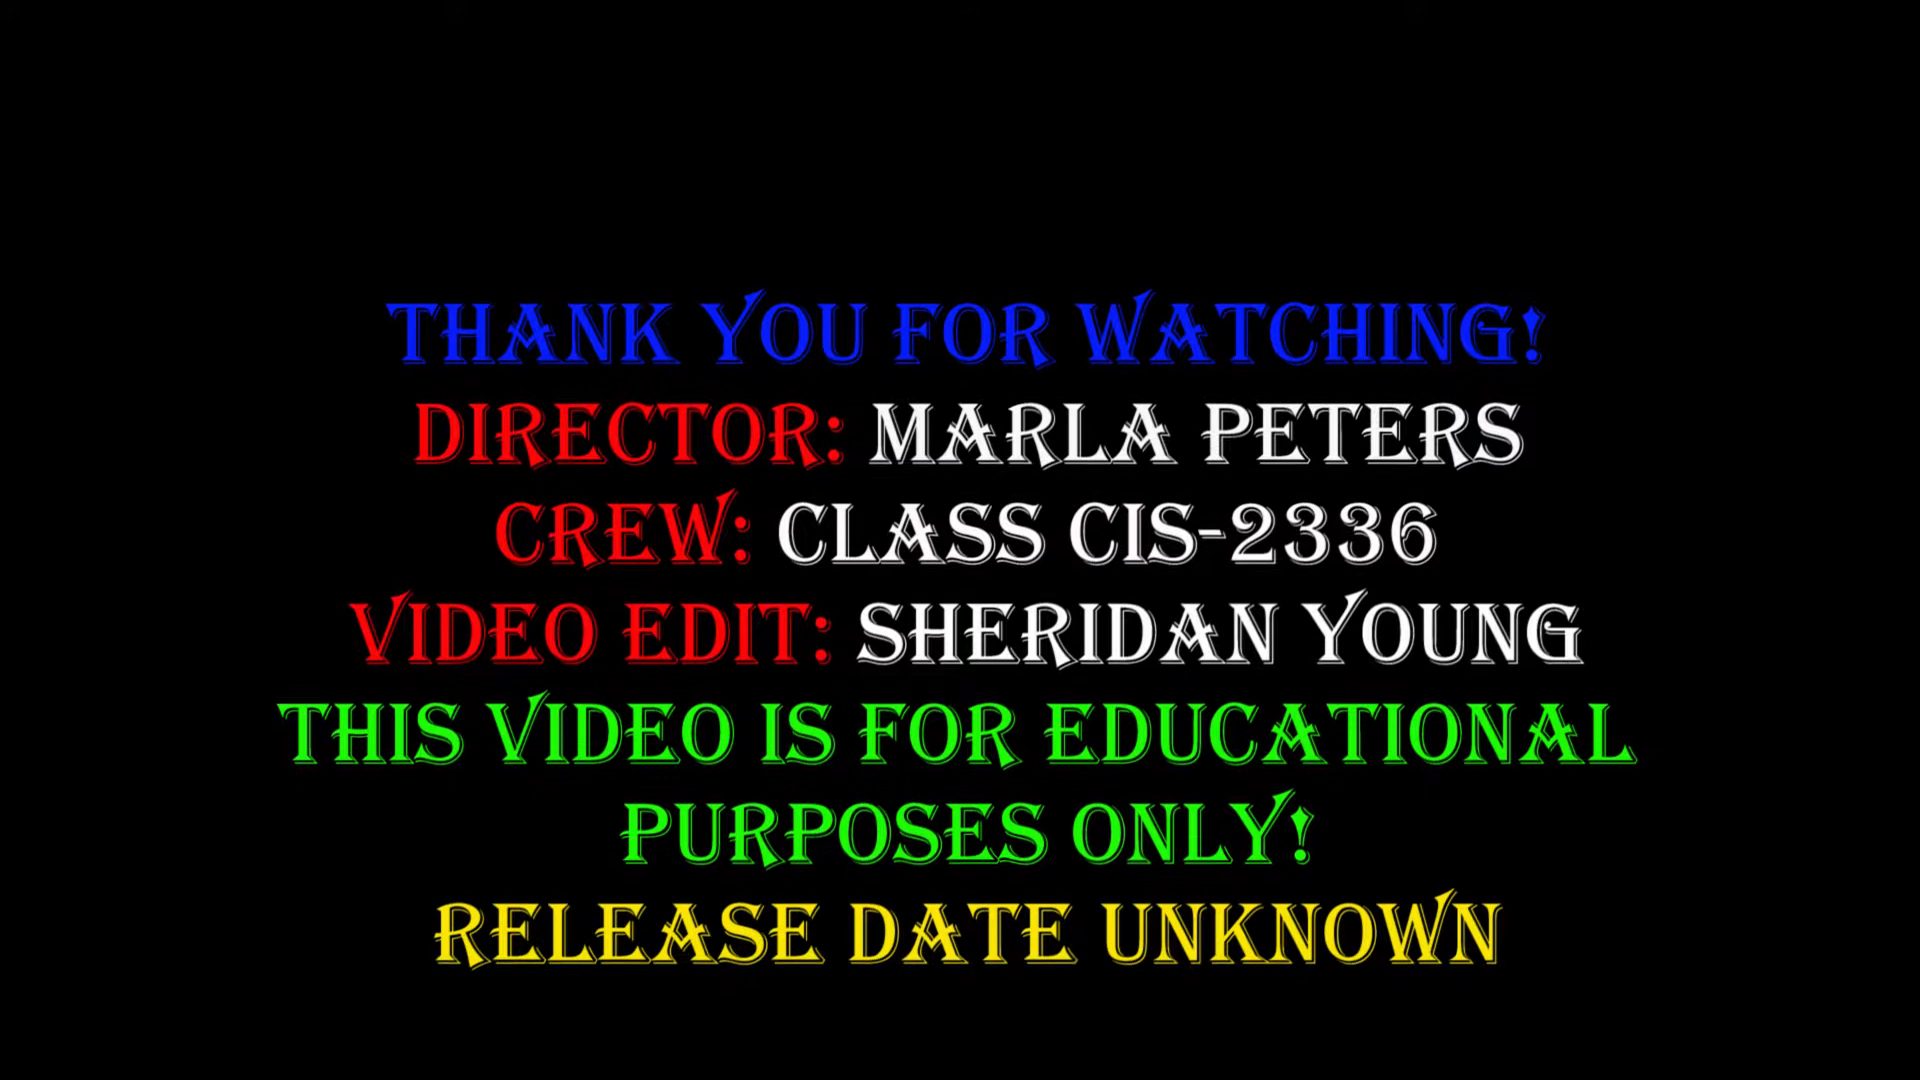 THANK YOU FOR WATCHING!
DIRECTOR: MARLA PETERS
CREW: CLASS CIS-2336
VIDEO EDIT: SHERIDAN YOUNG
THIS VIDEO IS FOR EDUCATIONAL
PURPOSES ONLY!
RELEASE DATE UNKNOWN